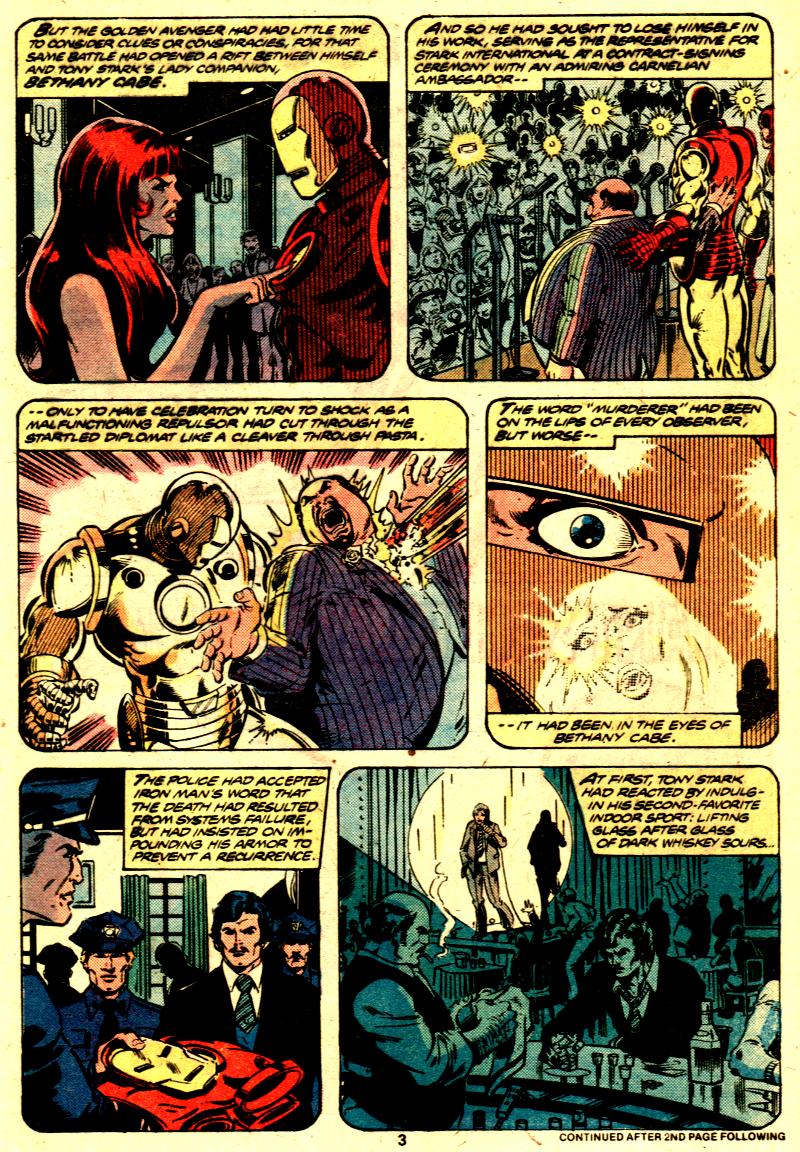 BUT THE GOLDEN AVENGER HAD HAD LITTLE TIME
TO CONSIDER CLUES OR CONSPIRACIES, FOR THAT
SAME BATTLE HAD OPENED A RIFT BETWEEN HIMSELF
AND TONY STARK'S LADY COMPANION,
BETHANY CABE.
AND SO HE HAD SOUGHT TO LOSE HIMSELF IN
HIS WORK, SERVING AS THE REPRESENTATIVE FOR
STARK INTERNATIONAL AT A CONTRACT-SIGNING
CEREMONY WITH AN ADMIRING CARNELIAN
AMBASSADOR--
--ONLY TO HAVE CELEBRATION TURN TO SHOCK AS A
MALFUNCTIONING REPULSOR HAD CUT THROUGH THE
STARTLED DIPLOMAT LIKE A CLEAVER THROUGH PASTA.
THE WORD "MURDERER" HAD BEEN
ON THE LIPS OF EVERY OBSERVER,
BUT WORSE--
--IT HAD BEEN IN THE EYES OF
BETHANY CABE.
THE POLICE HAD ACCEPTED
IRON MAN'S WORD THAT
THE DEATH HAD RESULTED
FROM SYSTEMS FAILURE,
BUT HAD INSISTED ON IM-
POUNDING HIS ARMOR TO
PREVENT A RECURRENCE.
AT FIRST, TONY STARK
HAD REACTED BY INDULG-
IN HIS SECOND-FAVORITE
INDOOR SPORT: LIFTING
GLASS AFTER GLASS
OF DARK WHISKEY SOURS...
3
CONTINUED AFTER 2ND PAGE FOLLOWING